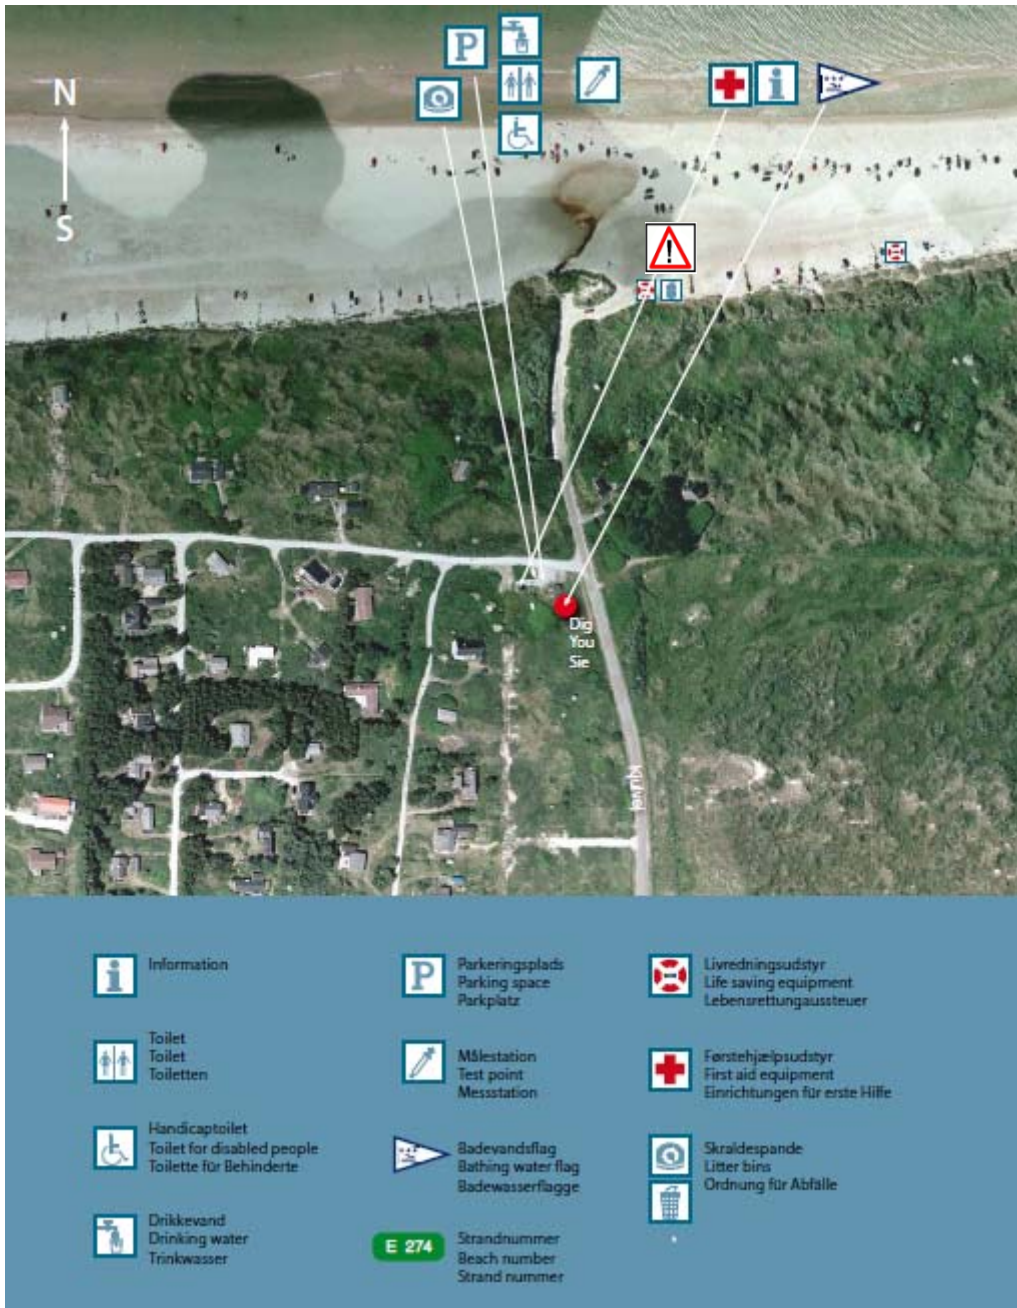 P
i
N
S
!
Dig
You
Sie
i
Information
Toilet
Toilet
Toiletten
Handicaptoilet
Toilet for disabled people
Toilette für Behinderte
Drikkevand
Drinking water
Trinkwasser
P
Parkeringsplads
Parking space
Parkplatz
Målestation
Test point
Messstation
Badevandsflag
Bathing water flag
Badewasserflagge
E 274
Strandnummer
Beach number
Strand nummer
Livredningsudstyr
Life saving equipment
Lebensrettungaussteuer
Førstehjælpsudstyr
First aid equipment
Einrichtungen für erste Hilfe
Skraldespande
Litter bins
Ordnung für Abfälle